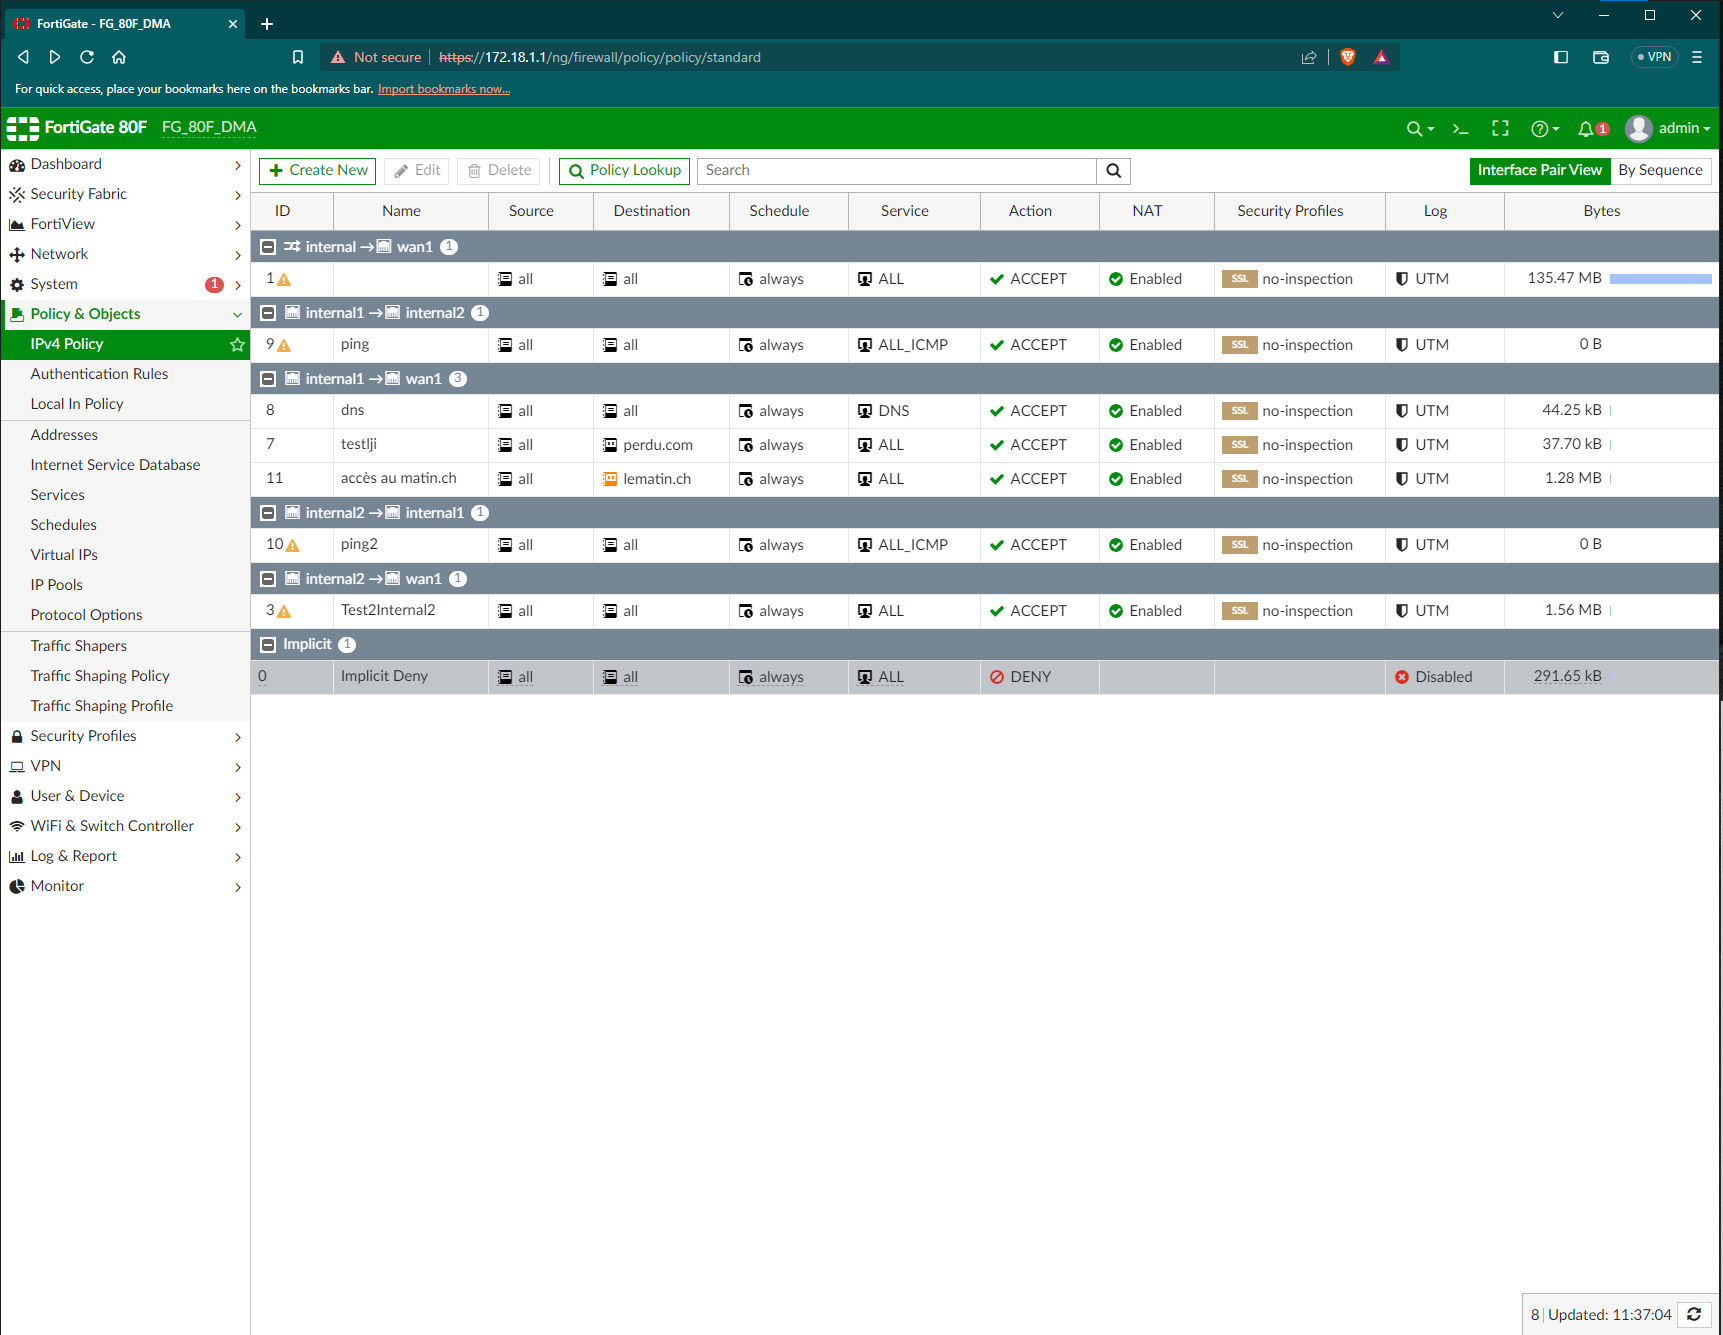 FortiGate - FG_80F_DMA
Not secure https://172.18.1.1/ng/firewall/policy/policy/standard
VPN
For quick access, place your bookmarks here on the bookmarks bar. Import bookmarks now...
FortiGate 80F FG_80F_DMA
1 admin
Dashboard
Security Fabric
FortiView
Network
System 1
Policy & Objects
IPv4 Policy
Authentication Rules
Local In Policy
Addresses
Internet Service Database
Services
Schedules
Virtual IPs
IP Pools
Protocol Options
Traffic Shapers
Traffic Shaping Policy
Traffic Shaping Profile
Security Profiles
VPN
User & Device
WiFi & Switch Controller
Log & Report
Monitor
Create New Edit Delete Policy Lookup Search Interface Pair View By Sequence
ID Name Source Destination Schedule Service Action NAT Security Profiles Log Bytes
internal → wan1 1
1 all all always ALL ACCEPT Enabled SSL no-inspection UTM 135.47 MB
internal1 → internal2 1
9 ping all all always ALL_ICMP ACCEPT Enabled SSL no-inspection UTM 0 B
internal1 → wan1 3
8 dns all all always DNS ACCEPT Enabled SSL no-inspection UTM 44.25 kB
7 testlji all perdu.com always ALL ACCEPT Enabled SSL no-inspection UTM 37.70 kB
11 accès au matin.ch all lematin.ch always ALL ACCEPT Enabled SSL no-inspection UTM 1.28 MB
internal2 → internal1 1
10 ping2 all all always ALL_ICMP ACCEPT Enabled SSL no-inspection UTM 0 B
internal2 → wan1 1
3 Test2Internal2 all all always ALL ACCEPT Enabled SSL no-inspection UTM 1.56 MB
Implicit 1
0 Implicit Deny all all always ALL DENY Disabled 291.65 kB
8 Updated: 11:37:04